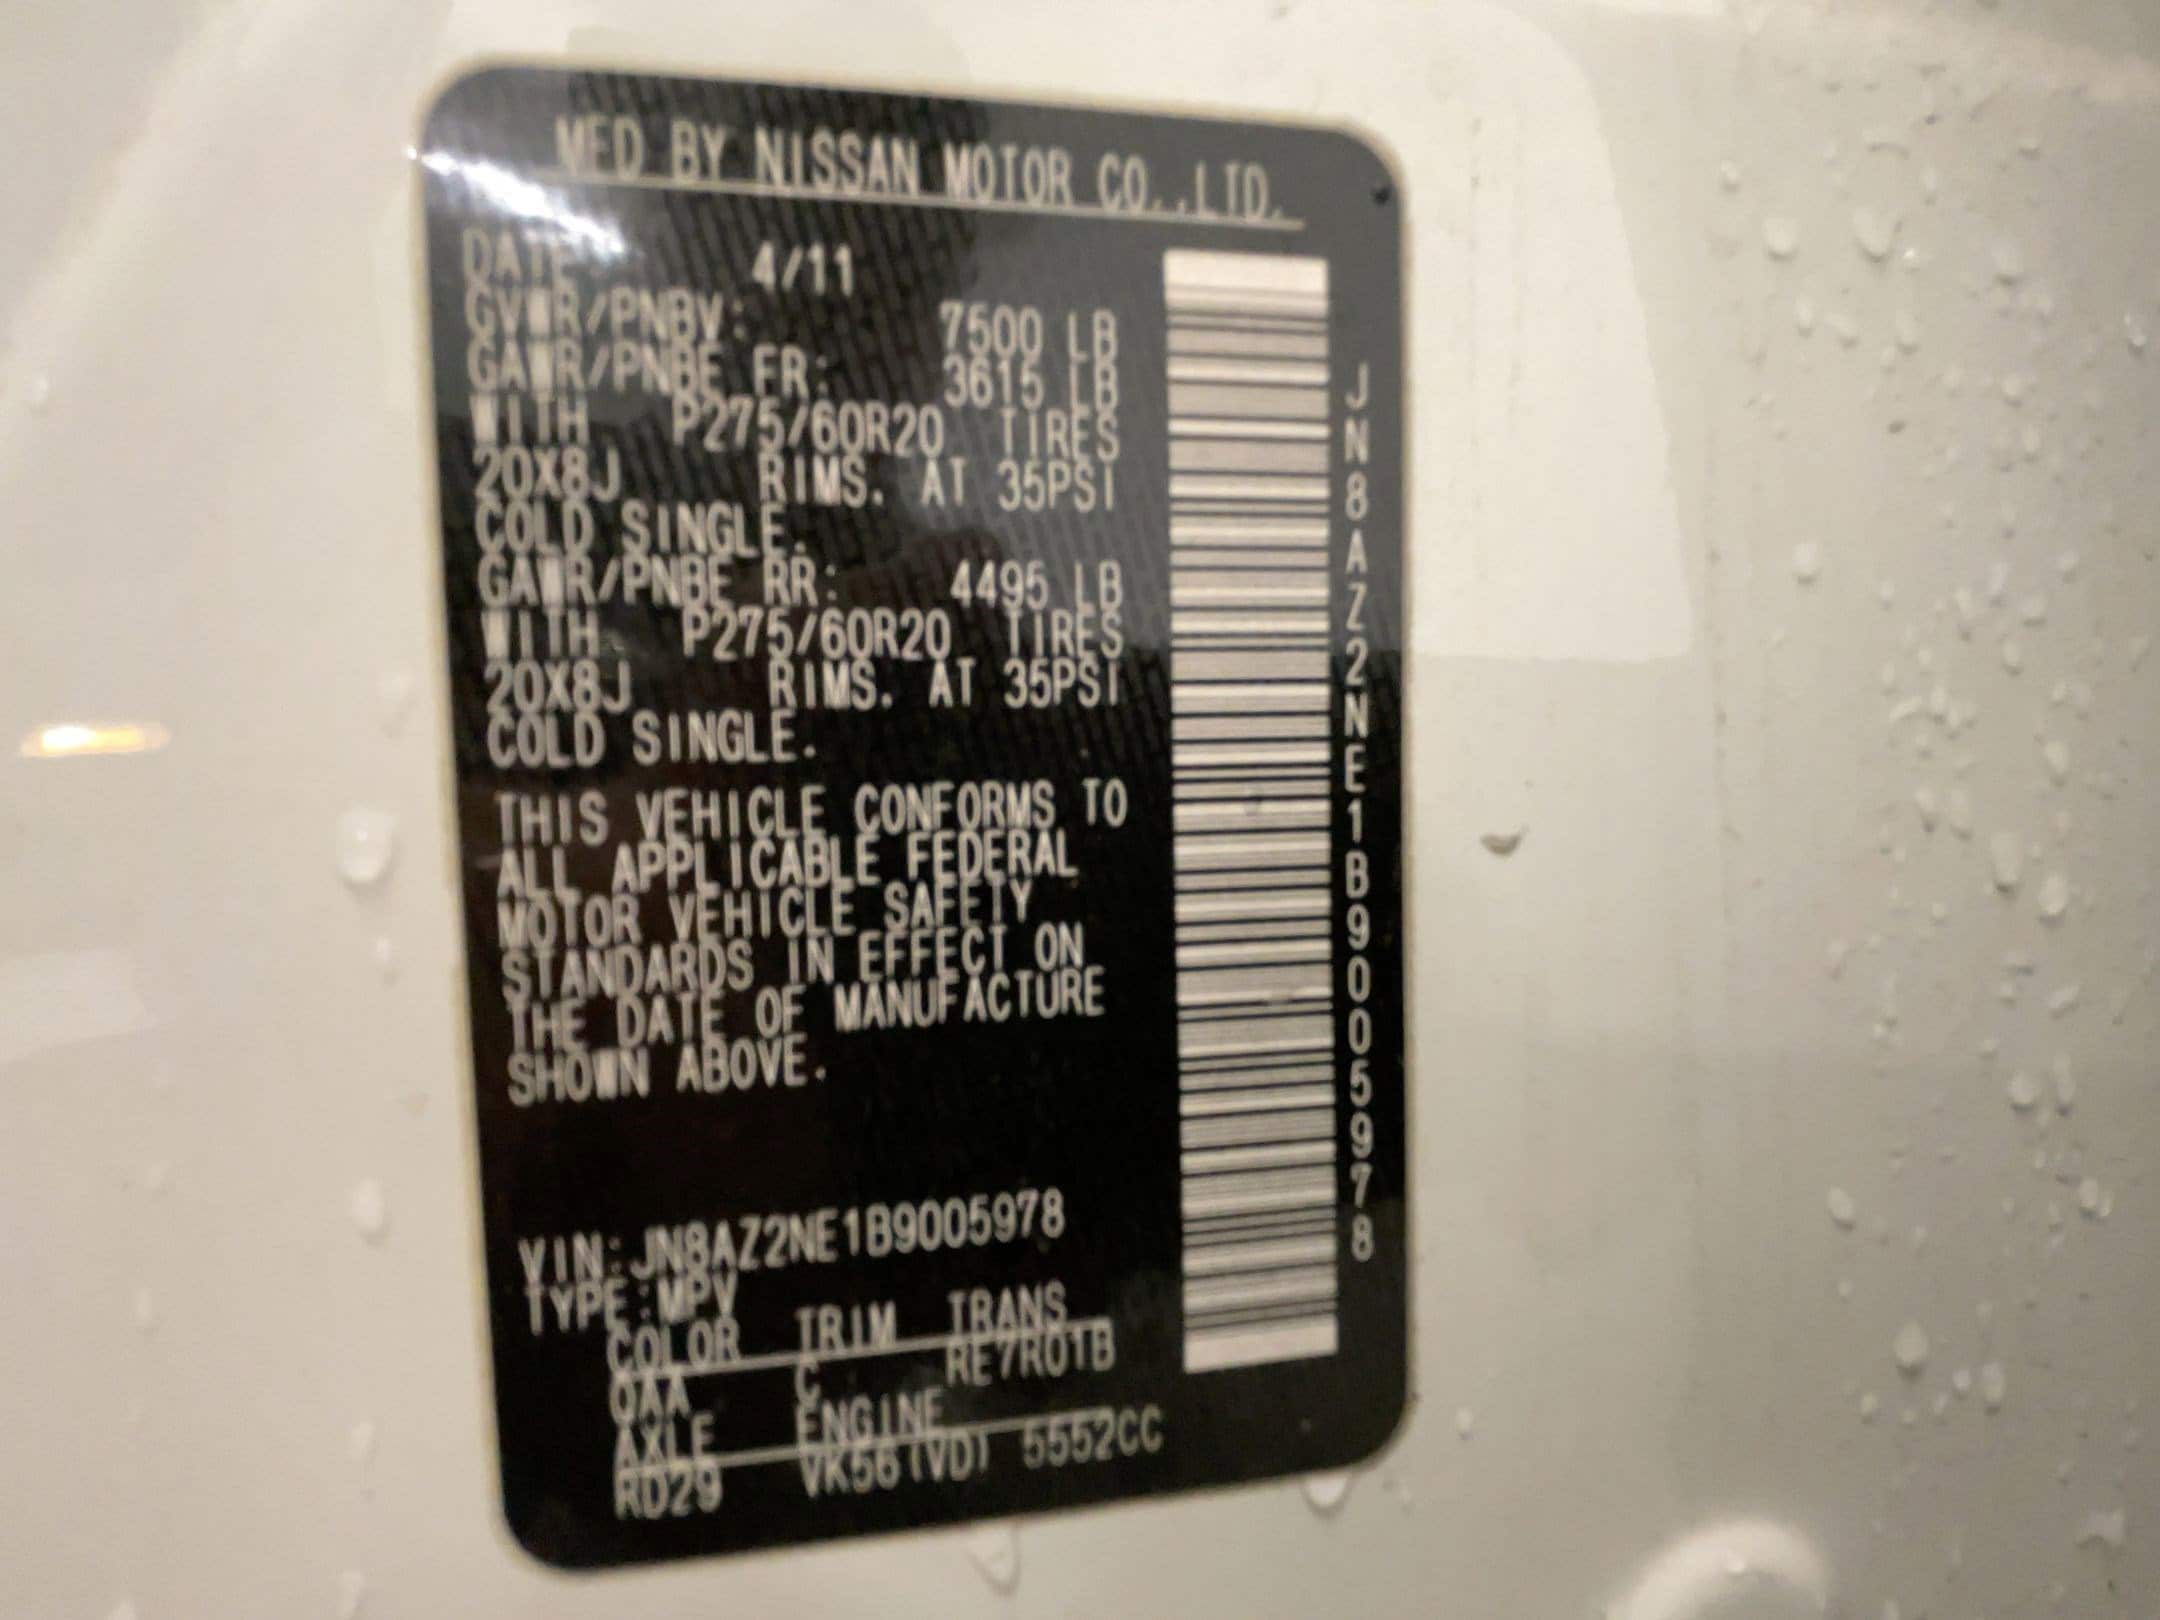 MFD BY NISSAN MOTOR CO.,LTD.
DATE: 4/11
GVWR/PNBV: 7500 LB
GAWR/PNBE FR: 3615 LB
WITH P275/60R20 TIRES
20X8J RIMS. AT 35PSI
COLD SINGLE.
GAWR/PNBE RR: 4495 LB
WITH P275/60R20 TIRES
20X8J RIMS. AT 35PSI
COLD SINGLE.
THIS VEHICLE CONFORMS TO
ALL APPLICABLE FEDERAL
MOTOR VEHICLE SAFETY
STANDARDS IN EFFECT ON
THE DATE OF MANUFACTURE
SHOWN ABOVE.
VIN:JN8AZ2NE1B9005978
TYPE:MPV
COLOR TRIM TRANS
QAA C RE7R01B
AXLE ENGINE
RD29 VK56(VD) 5552CC
JN8AZ2NE1B9005978